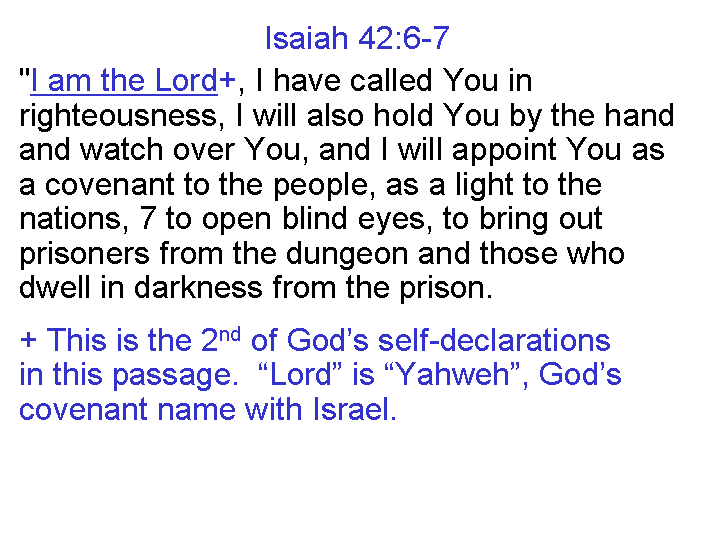 Isaiah 42:6-7
"I am the Lord+, I have called You in
righteousness, I will also hold You by the hand
and watch over You, and I will appoint You as
a covenant to the people, as a light to the
nations, 7 to open blind eyes, to bring out
prisoners from the dungeon and those who
dwell in darkness from the prison.
+ This is the 2nd of God’s self-declarations
in this passage.  “Lord” is “Yahweh”, God’s
covenant name with Israel.